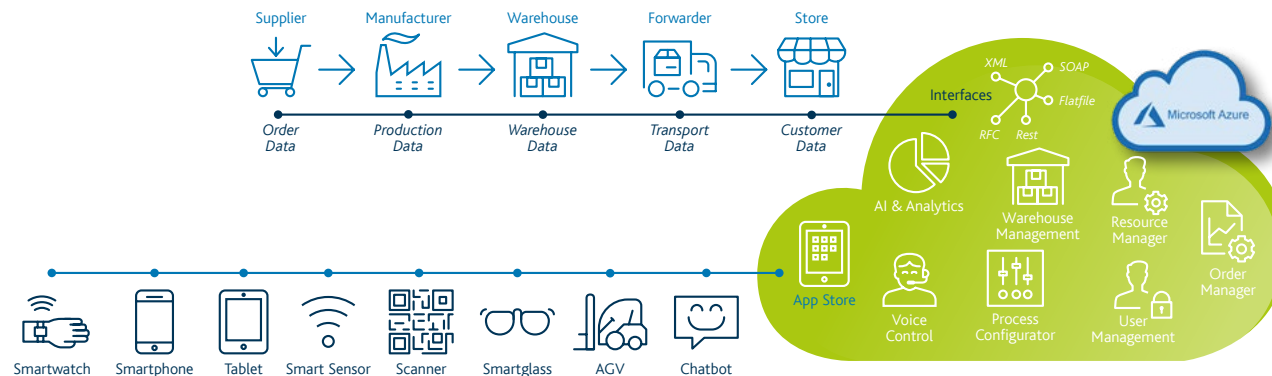 Supplier
Manufacturer
Warehouse
Forwarder
Store
Order
Data
Production
Data
Warehouse
Data
Transport
Data
Customer
Data
Interfaces
XML
SOAP
Flatfile
RFC
Rest
Microsoft Azure
AI & Analytics
Warehouse
Management
Resource
Manager
Order
Manager
App Store
Voice
Control
Process
Configurator
User
Management
Smartwatch
Smartphone
Tablet
Smart Sensor
Scanner
Smartglass
AGV
Chatbot